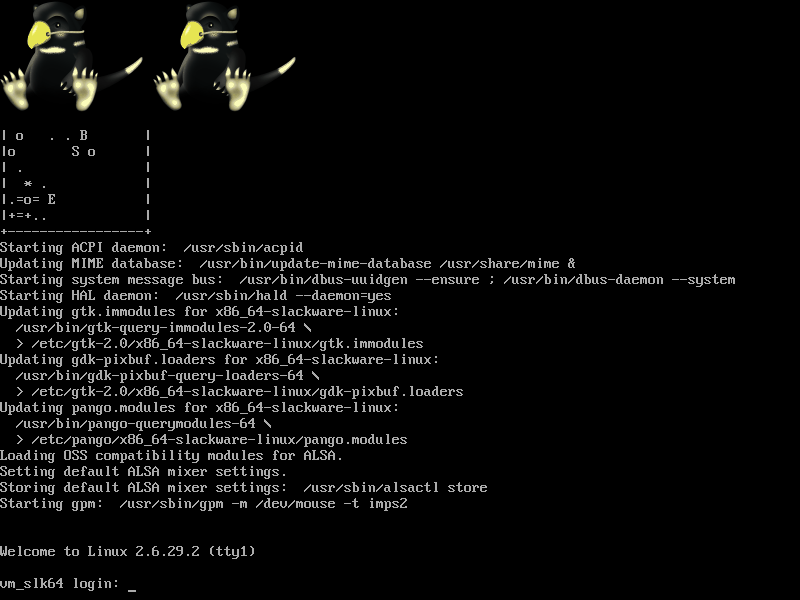 | o   . . B       |
|o       S o      |
| .               |
|  * .            |
|.=o= E           |
|+=+..            |
+-----------------+
Starting ACPI daemon:  /usr/sbin/acpid
Updating MIME database:  /usr/bin/update-mime-database /usr/share/mime &
Starting system message bus:  /usr/bin/dbus-uuidgen --ensure ; /usr/bin/dbus-daemon --system
Starting HAL daemon:  /usr/sbin/hald --daemon=yes
Updating gtk.immodules for x86_64-slackware-linux:
  /usr/bin/gtk-query-immodules-2.0-64 \
  > /etc/gtk-2.0/x86_64-slackware-linux/gtk.immodules
Updating gdk-pixbuf.loaders for x86_64-slackware-linux:
  /usr/bin/gdk-pixbuf-query-loaders-64 \
  > /etc/gtk-2.0/x86_64-slackware-linux/gdk-pixbuf.loaders
Updating pango.modules for x86_64-slackware-linux:
  /usr/bin/pango-querymodules-64 \
  > /etc/pango/x86_64-slackware-linux/pango.modules
Loading OSS compatibility modules for ALSA.
Setting default ALSA mixer settings.
Storing default ALSA mixer settings:  /usr/sbin/alsactl store
Starting gpm:  /usr/sbin/gpm -m /dev/mouse -t imps2
Welcome to Linux 2.6.29.2 (tty1)
vm_slk64 login: _